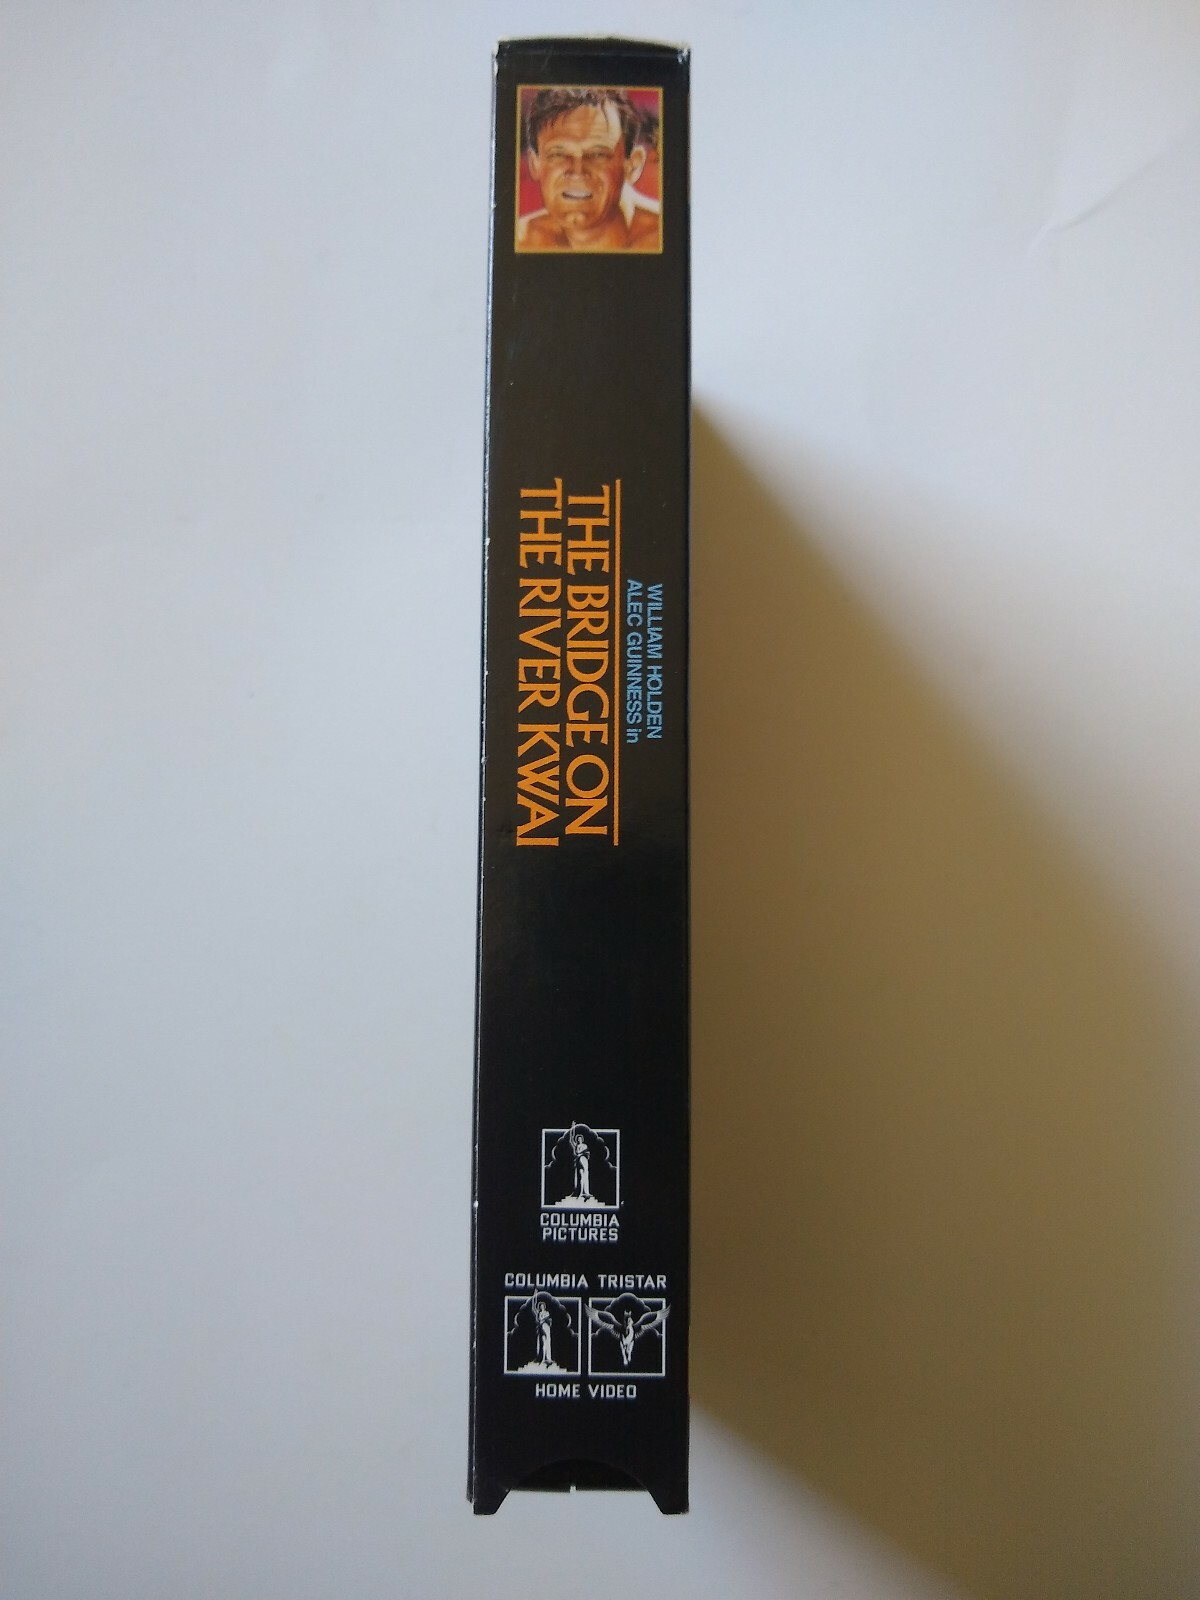 WILLIAM HOLDEN
ALEC GUINNESS in
THE BRIDGE ON
THE RIVER KWAI
COLUMBIA
PICTURES
COLUMBIA TRISTAR
HOME VIDEO